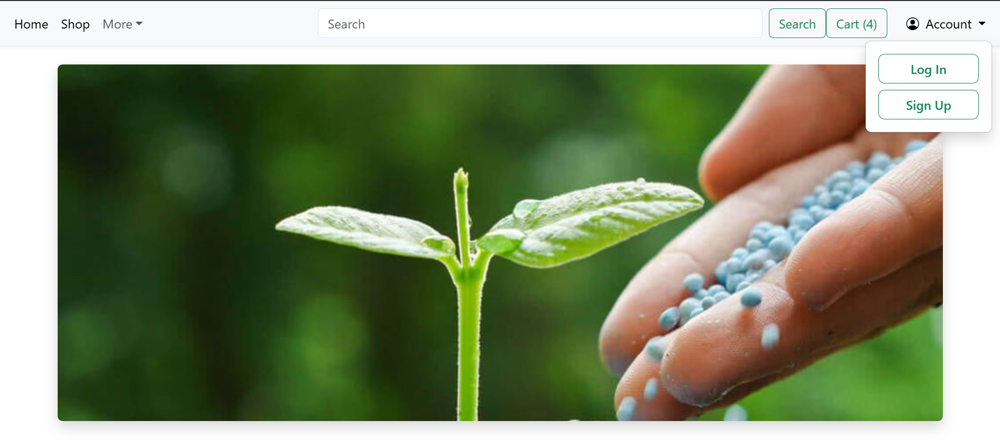 Home Shop More Search Search Cart (4) Account
Log In
Sign Up